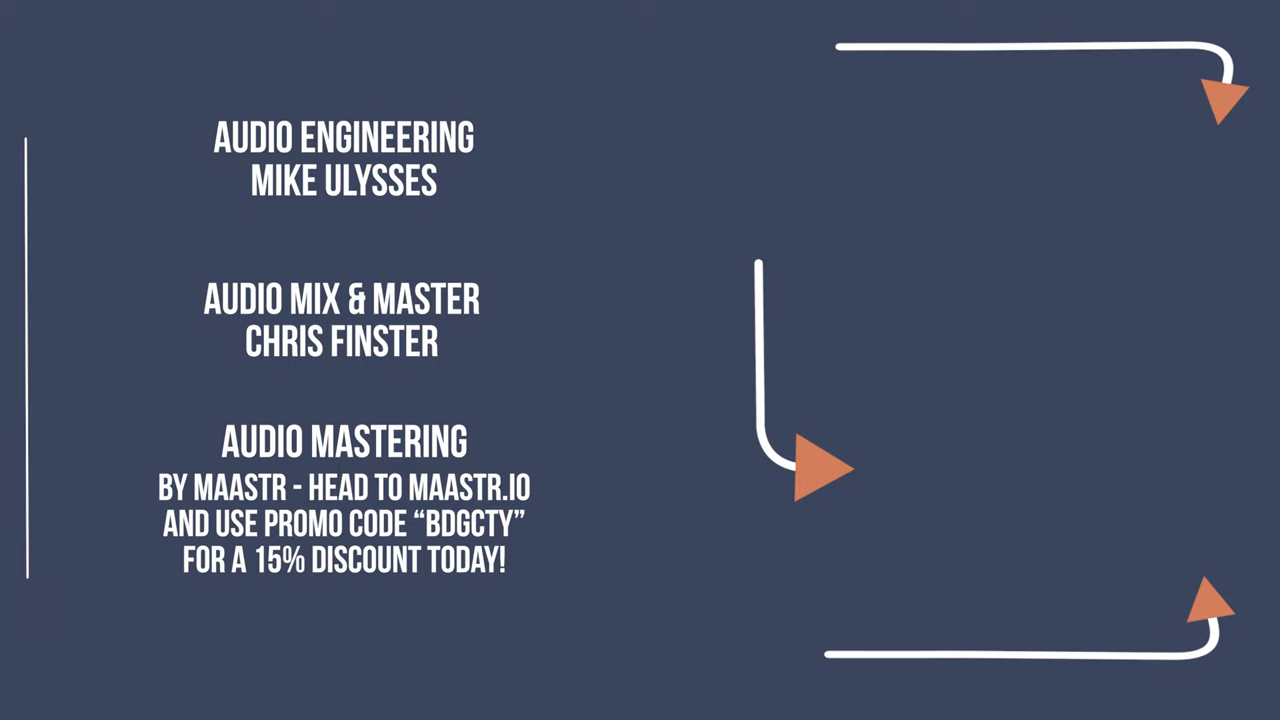 AUDIO ENGINEERING
MIKE ULYSSES
AUDIO MIX & MASTER
CHRIS FINSTER
AUDIO MASTERING
BY MAASTR - HEAD TO MAASTR.IO
AND USE PROMO CODE “BDGCTY”
FOR A 15% DISCOUNT TODAY!